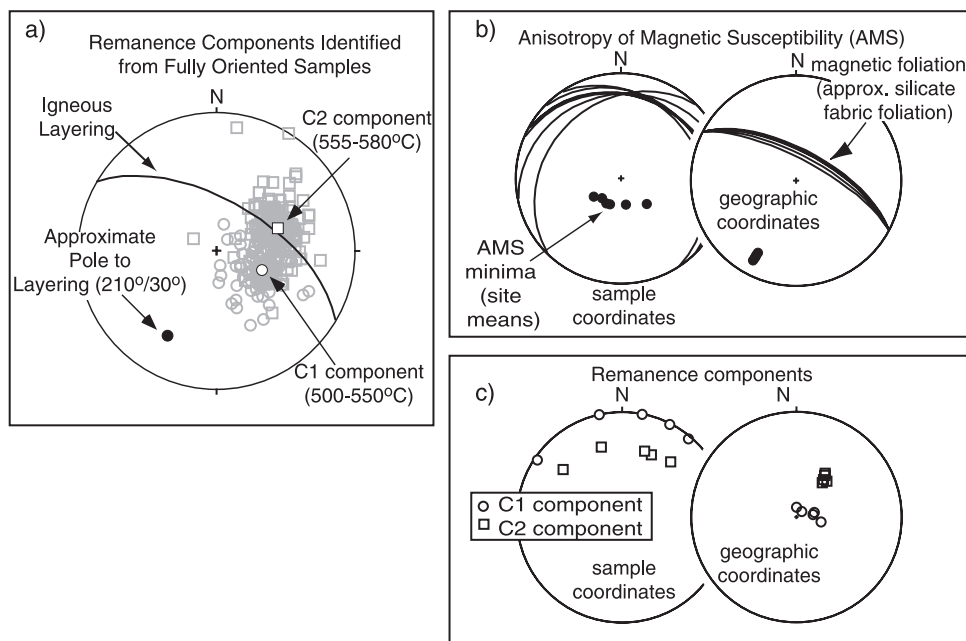 a)
Remanence Components Identified
from Fully Oriented Samples
N
Igneous
Layering
C2 component
(555-580ºC)
Approximate
Pole to
Layering (210º/30º)
C1 component
(500-550ºC)
b)
Anisotropy of Magnetic Susceptibility (AMS)
N
N
magnetic foliation
(approx. silicate
fabric foliation)
geographic
coordinates
AMS
minima
(site
means)
sample
coordinates
c)
Remanence components
N
N
C1 component
C2 component
sample
coordinates
geographic
coordinates